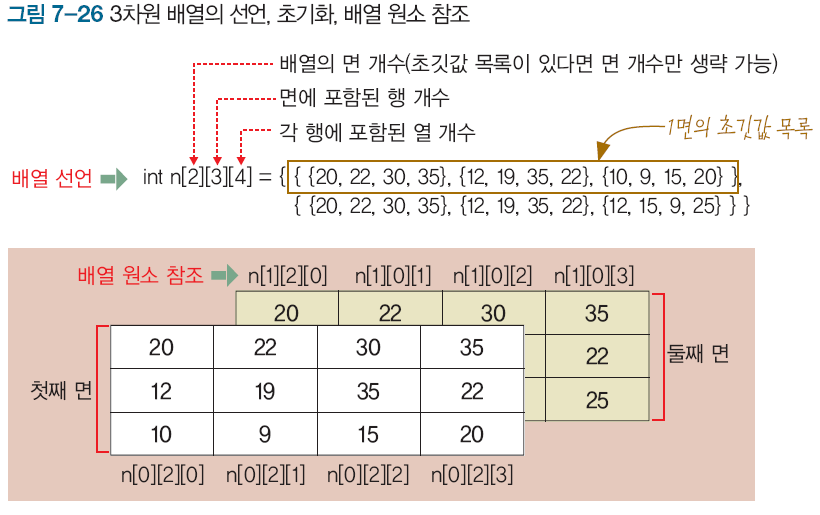 그림 7-26 3차원 배열의 선언, 초기화, 배열 원소 참조
배열의 면 개수(초깃값 목록이 있다면 면 개수만 생략 가능)
면에 포함된 행 개수
각 행에 포함된 열 개수
1면의 초깃값 목록
배열 선언 int n[2][3][4] = { { {20, 22, 30, 35}, {12, 19, 35, 22}, {10, 9, 15, 20} },
{ {20, 22, 30, 35}, {12, 19, 35, 22}, {12, 15, 9, 25} } }
배열 원소 참조 n[1][2][0] n[1][0][1] n[1][0][2] n[1][0][3]
20 22 30 35
22
25
둘째 면
첫째 면
20 22 30 35
12 19 35 22
10 9 15 20
n[0][2][0] n[0][2][1] n[0][2][2] n[0][2][3]